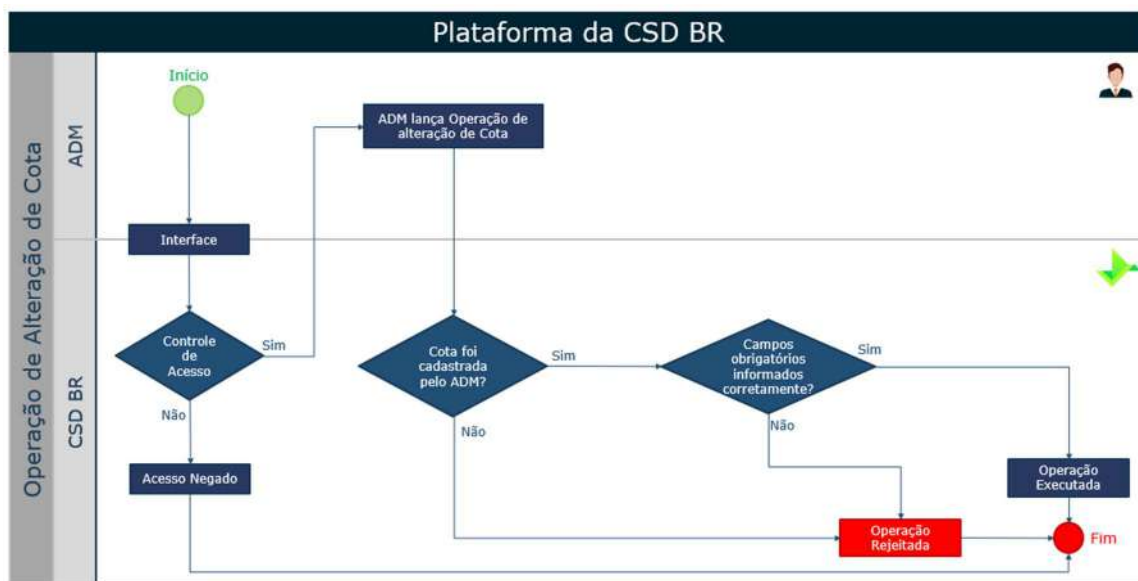 Plataforma da CSD BR
Operação de Alteração de Cota
ADM
Início
ADM lança Operação de
alteração de Cota
Interface
CSD BR
Controle
de
Acesso
Sim
Não
Acesso Negado
Cota foi
cadastrada
pelo ADM?
Sim
Não
Campos
obrigatórios
informados
corretamente?
Sim
Não
Operação
Executada
Operação
Rejeitada
Fim